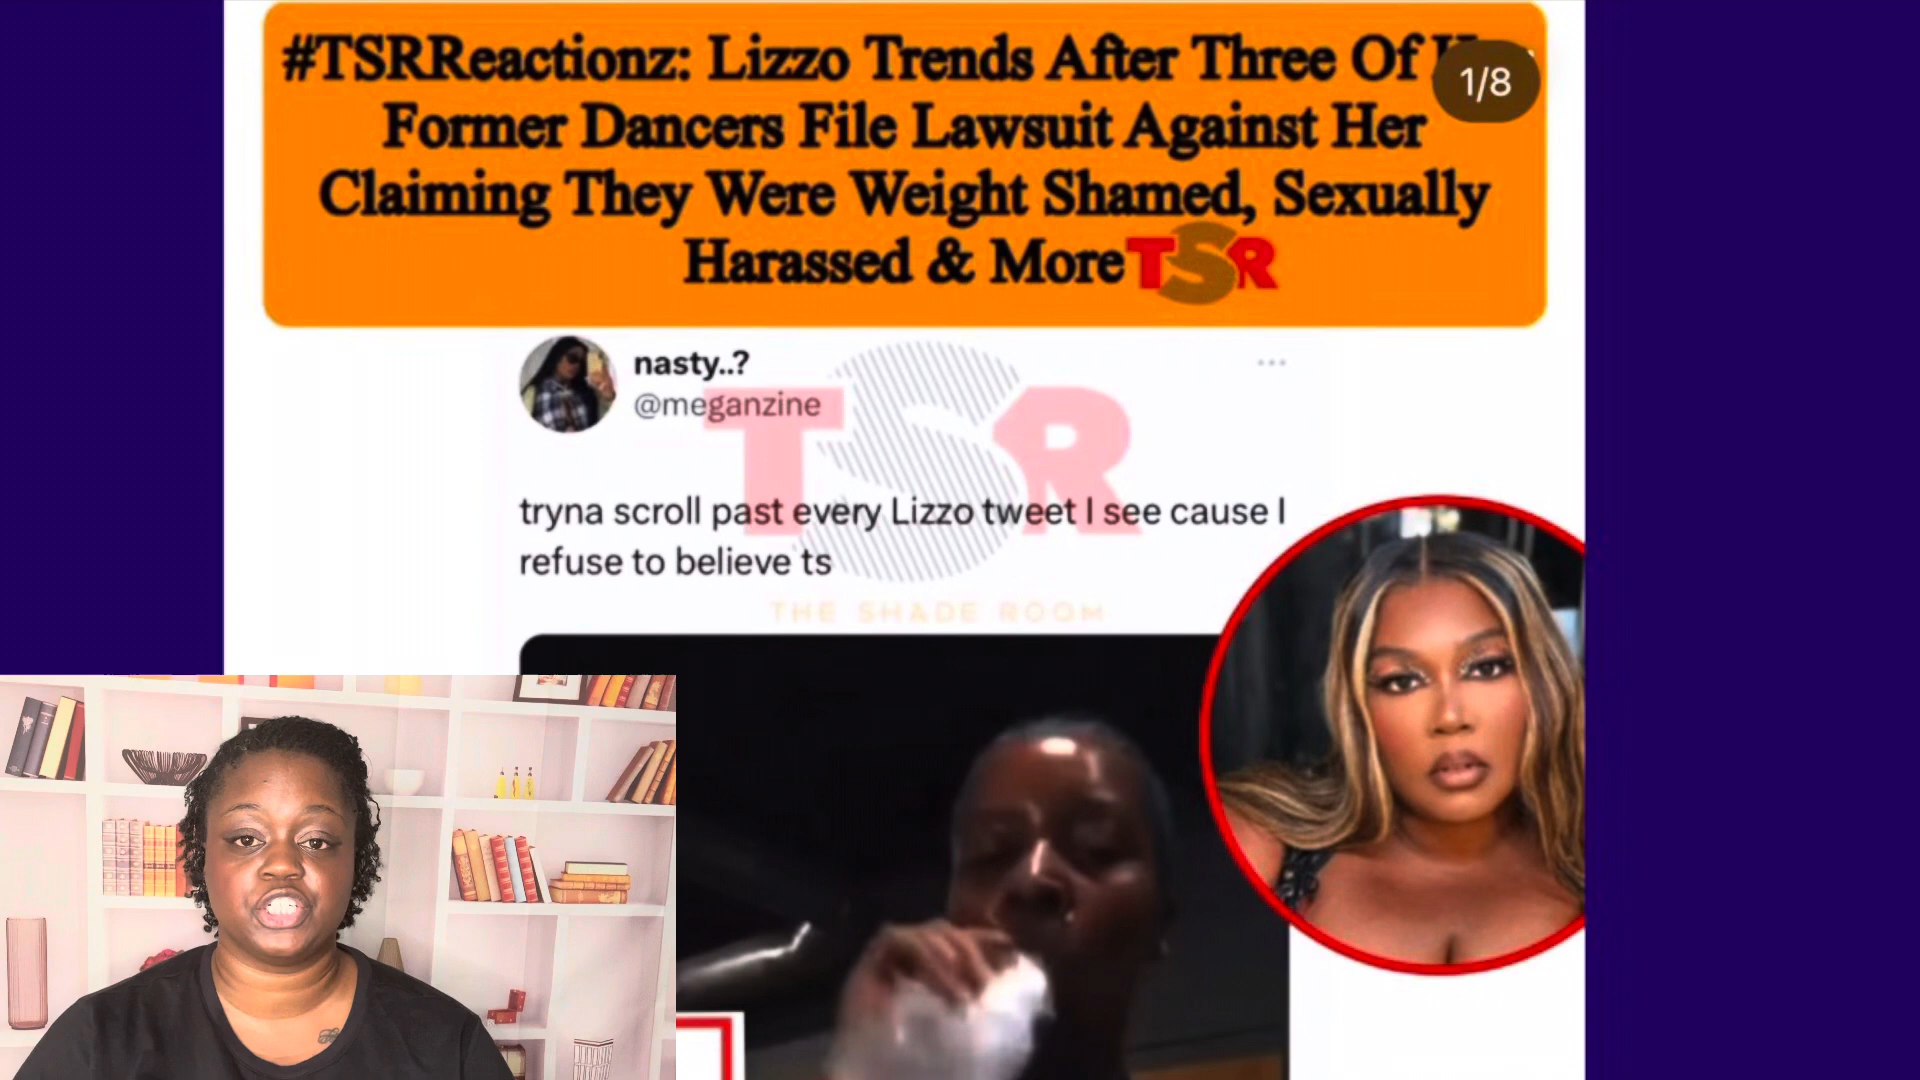 #TSRReactionz: Lizzo Trends After Three Of
1/8
Former Dancers File Lawsuit Against Her
Claiming They Were Weight Shamed, Sexually
Harassed & More TSR
nasty..?
@meganzine
TSR
tryna scroll past every Lizzo tweet I see cause I
refuse to believe ts
THE SHADE ROOM